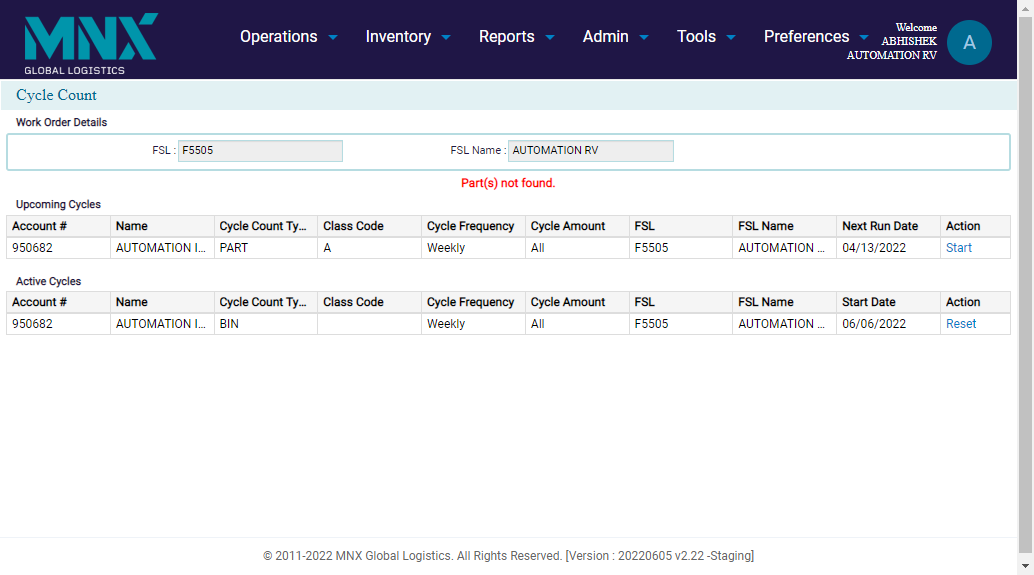 MNX
GLOBAL LOGISTICS
Operations Inventory Reports Admin Tools Preferences
Welcome
ABHISHEK
AUTOMATION RV
A
Cycle Count
Work Order Details
FSL : F5505 FSL Name : AUTOMATION RV
Part(s) not found.
Upcoming Cycles
Account # Name Cycle Count Ty... Class Code Cycle Frequency Cycle Amount FSL FSL Name Next Run Date Action
950682 AUTOMATION I... PART A Weekly All F5505 AUTOMATION ... 04/13/2022 Start
Active Cycles
Account # Name Cycle Count Ty... Class Code Cycle Frequency Cycle Amount FSL FSL Name Start Date Action
950682 AUTOMATION I... BIN Weekly All F5505 AUTOMATION ... 06/06/2022 Reset
© 2011-2022 MNX Global Logistics. All Rights Reserved. [Version : 20220605 v2.22 -Staging]